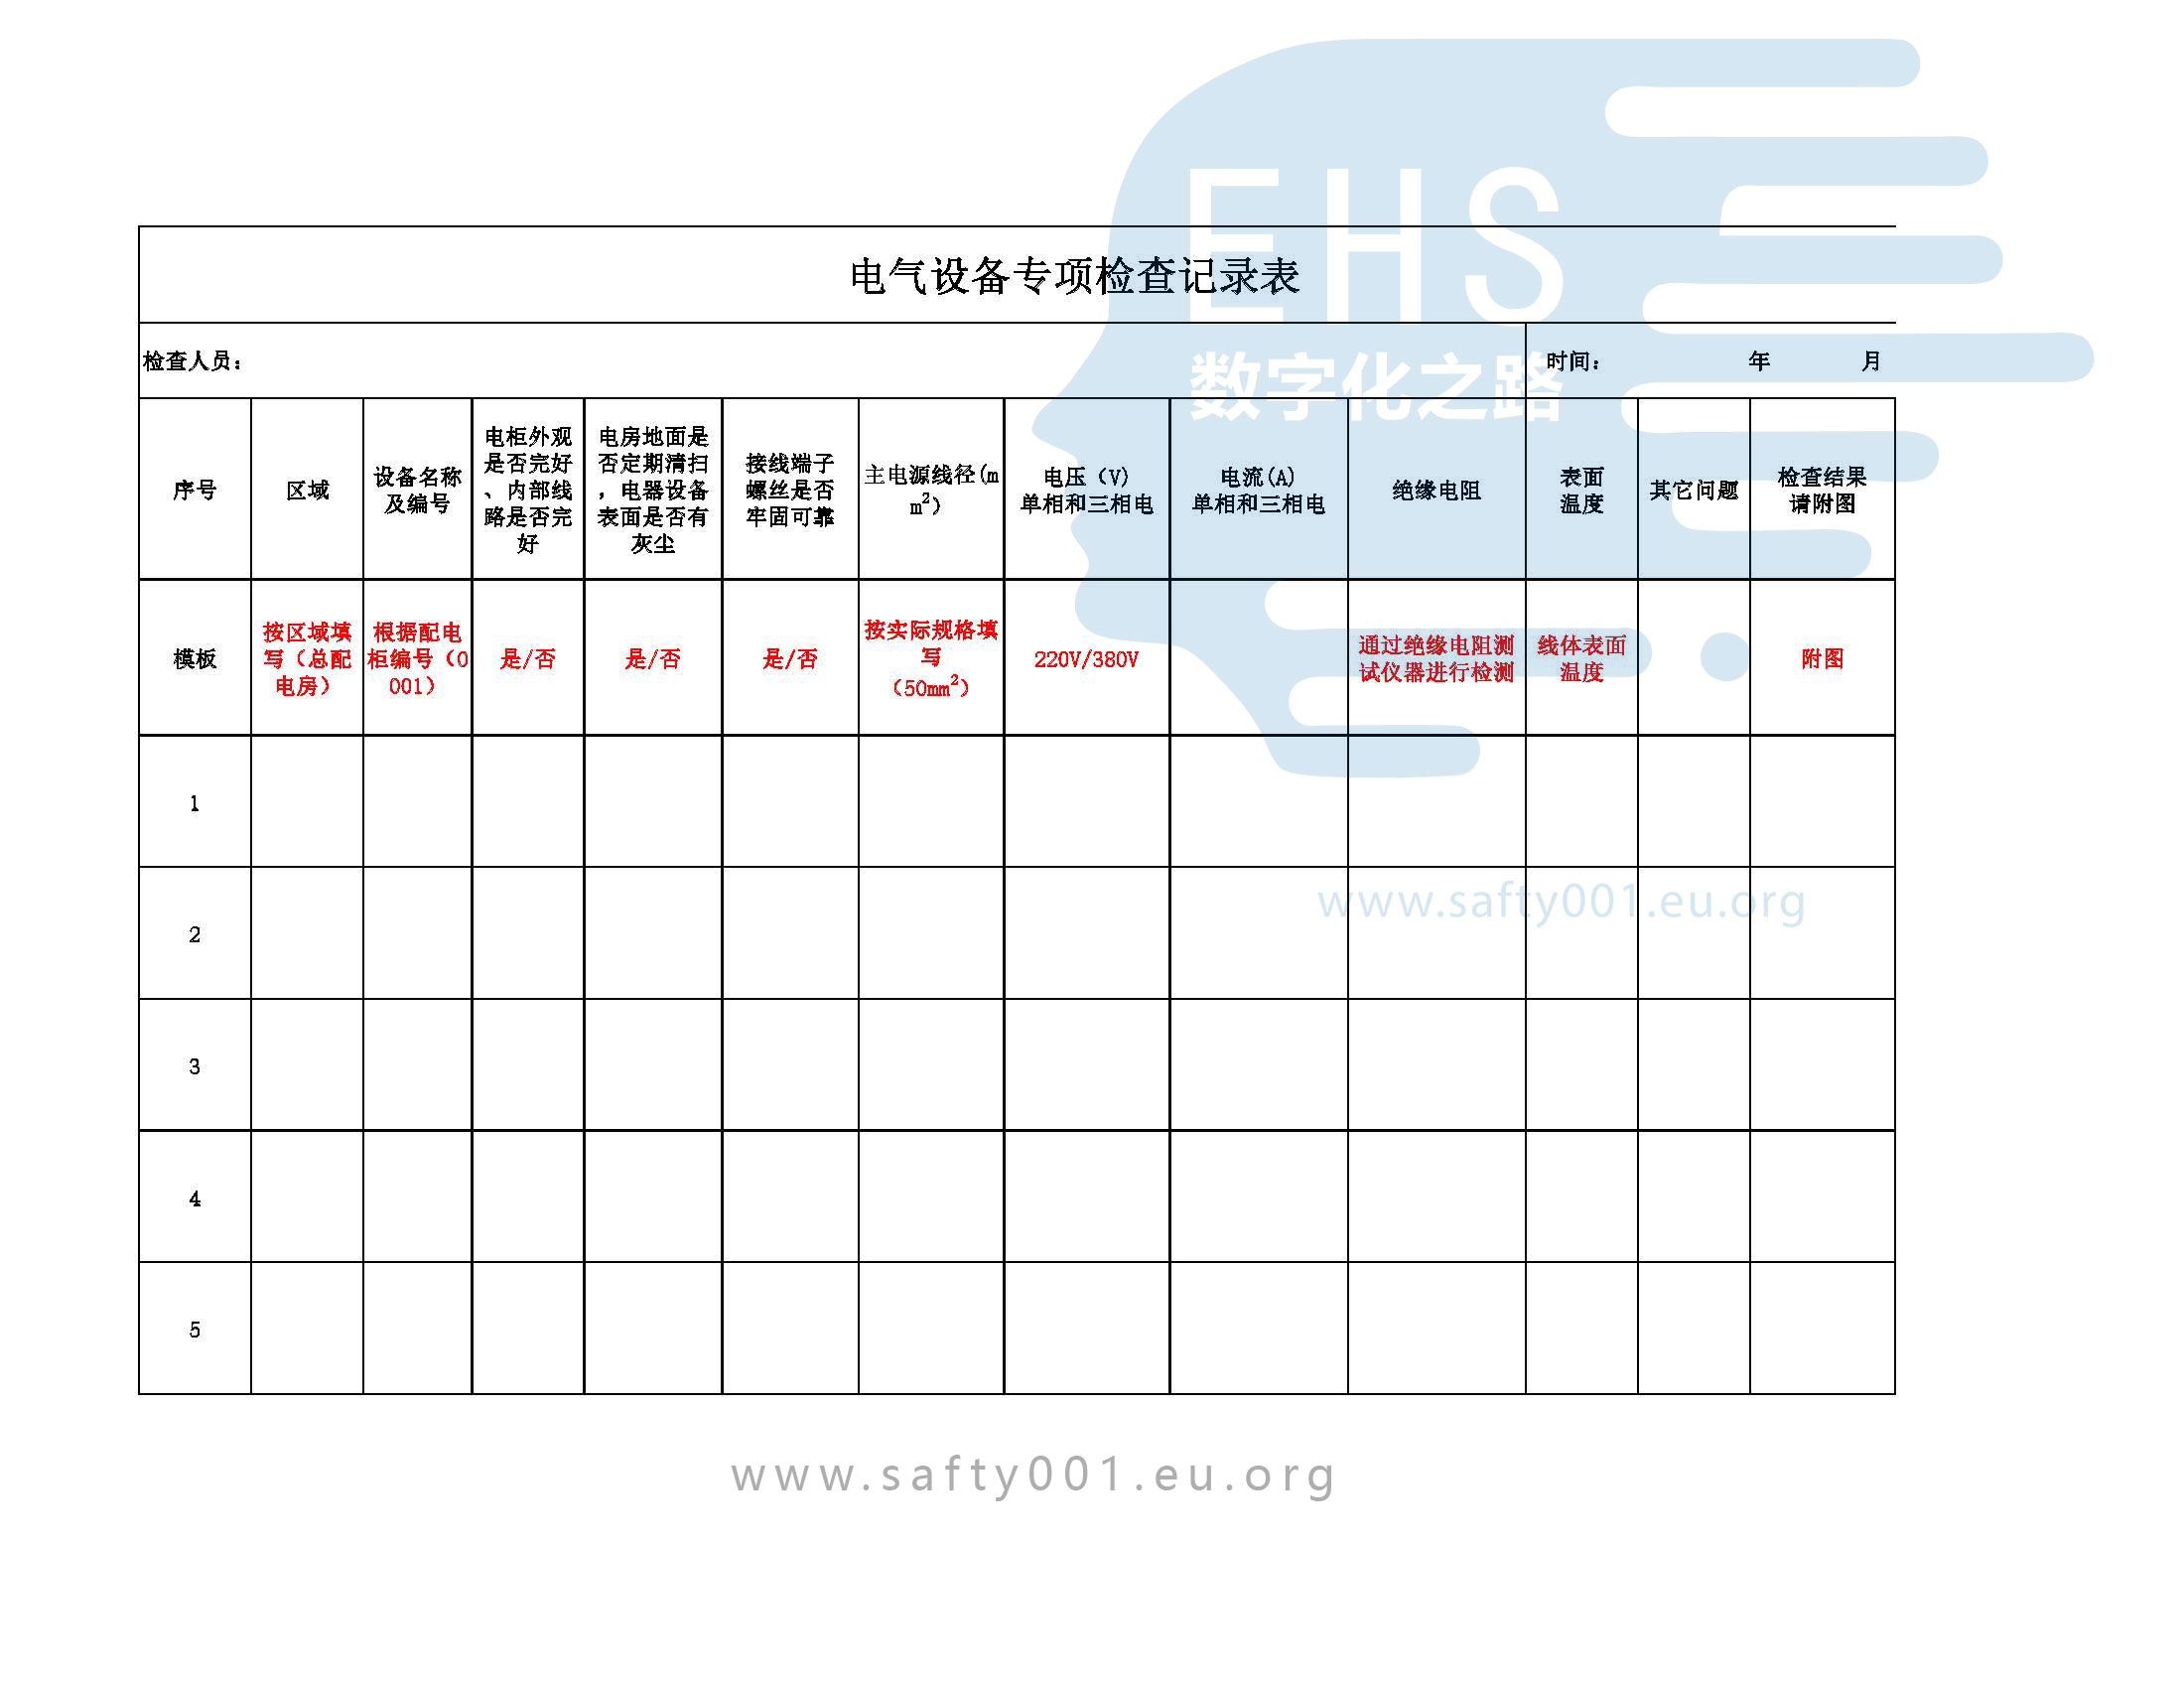 EHS
数字化之路
电气设备专项检查记录表
检查人员：
时间： 年 月
序号
区域
设备名称
及编号
电柜外观
是否完好
、内部线
路是否完
好
电房地面是
否定期清扫
，电器设备
表面是否有
灰尘
接线端子
螺丝是否
牢固可靠
主电源线径(m
m²)
电压（V)
单相和三相电
电流(A)
单相和三相电
绝缘电阻
表面
温度
其它问题
检查结果
请附图
模板
按区域填
写（总配
电房）
根据配电
柜编号（0
001）
是/否
是/否
是/否
按实际规格填
写
（50mm²）
220V/380V
通过绝缘电阻测
试仪器进行检测
线体表面
温度
附图
1
2
www.safty001.eu.org
3
4
5
www.safty001.eu.org